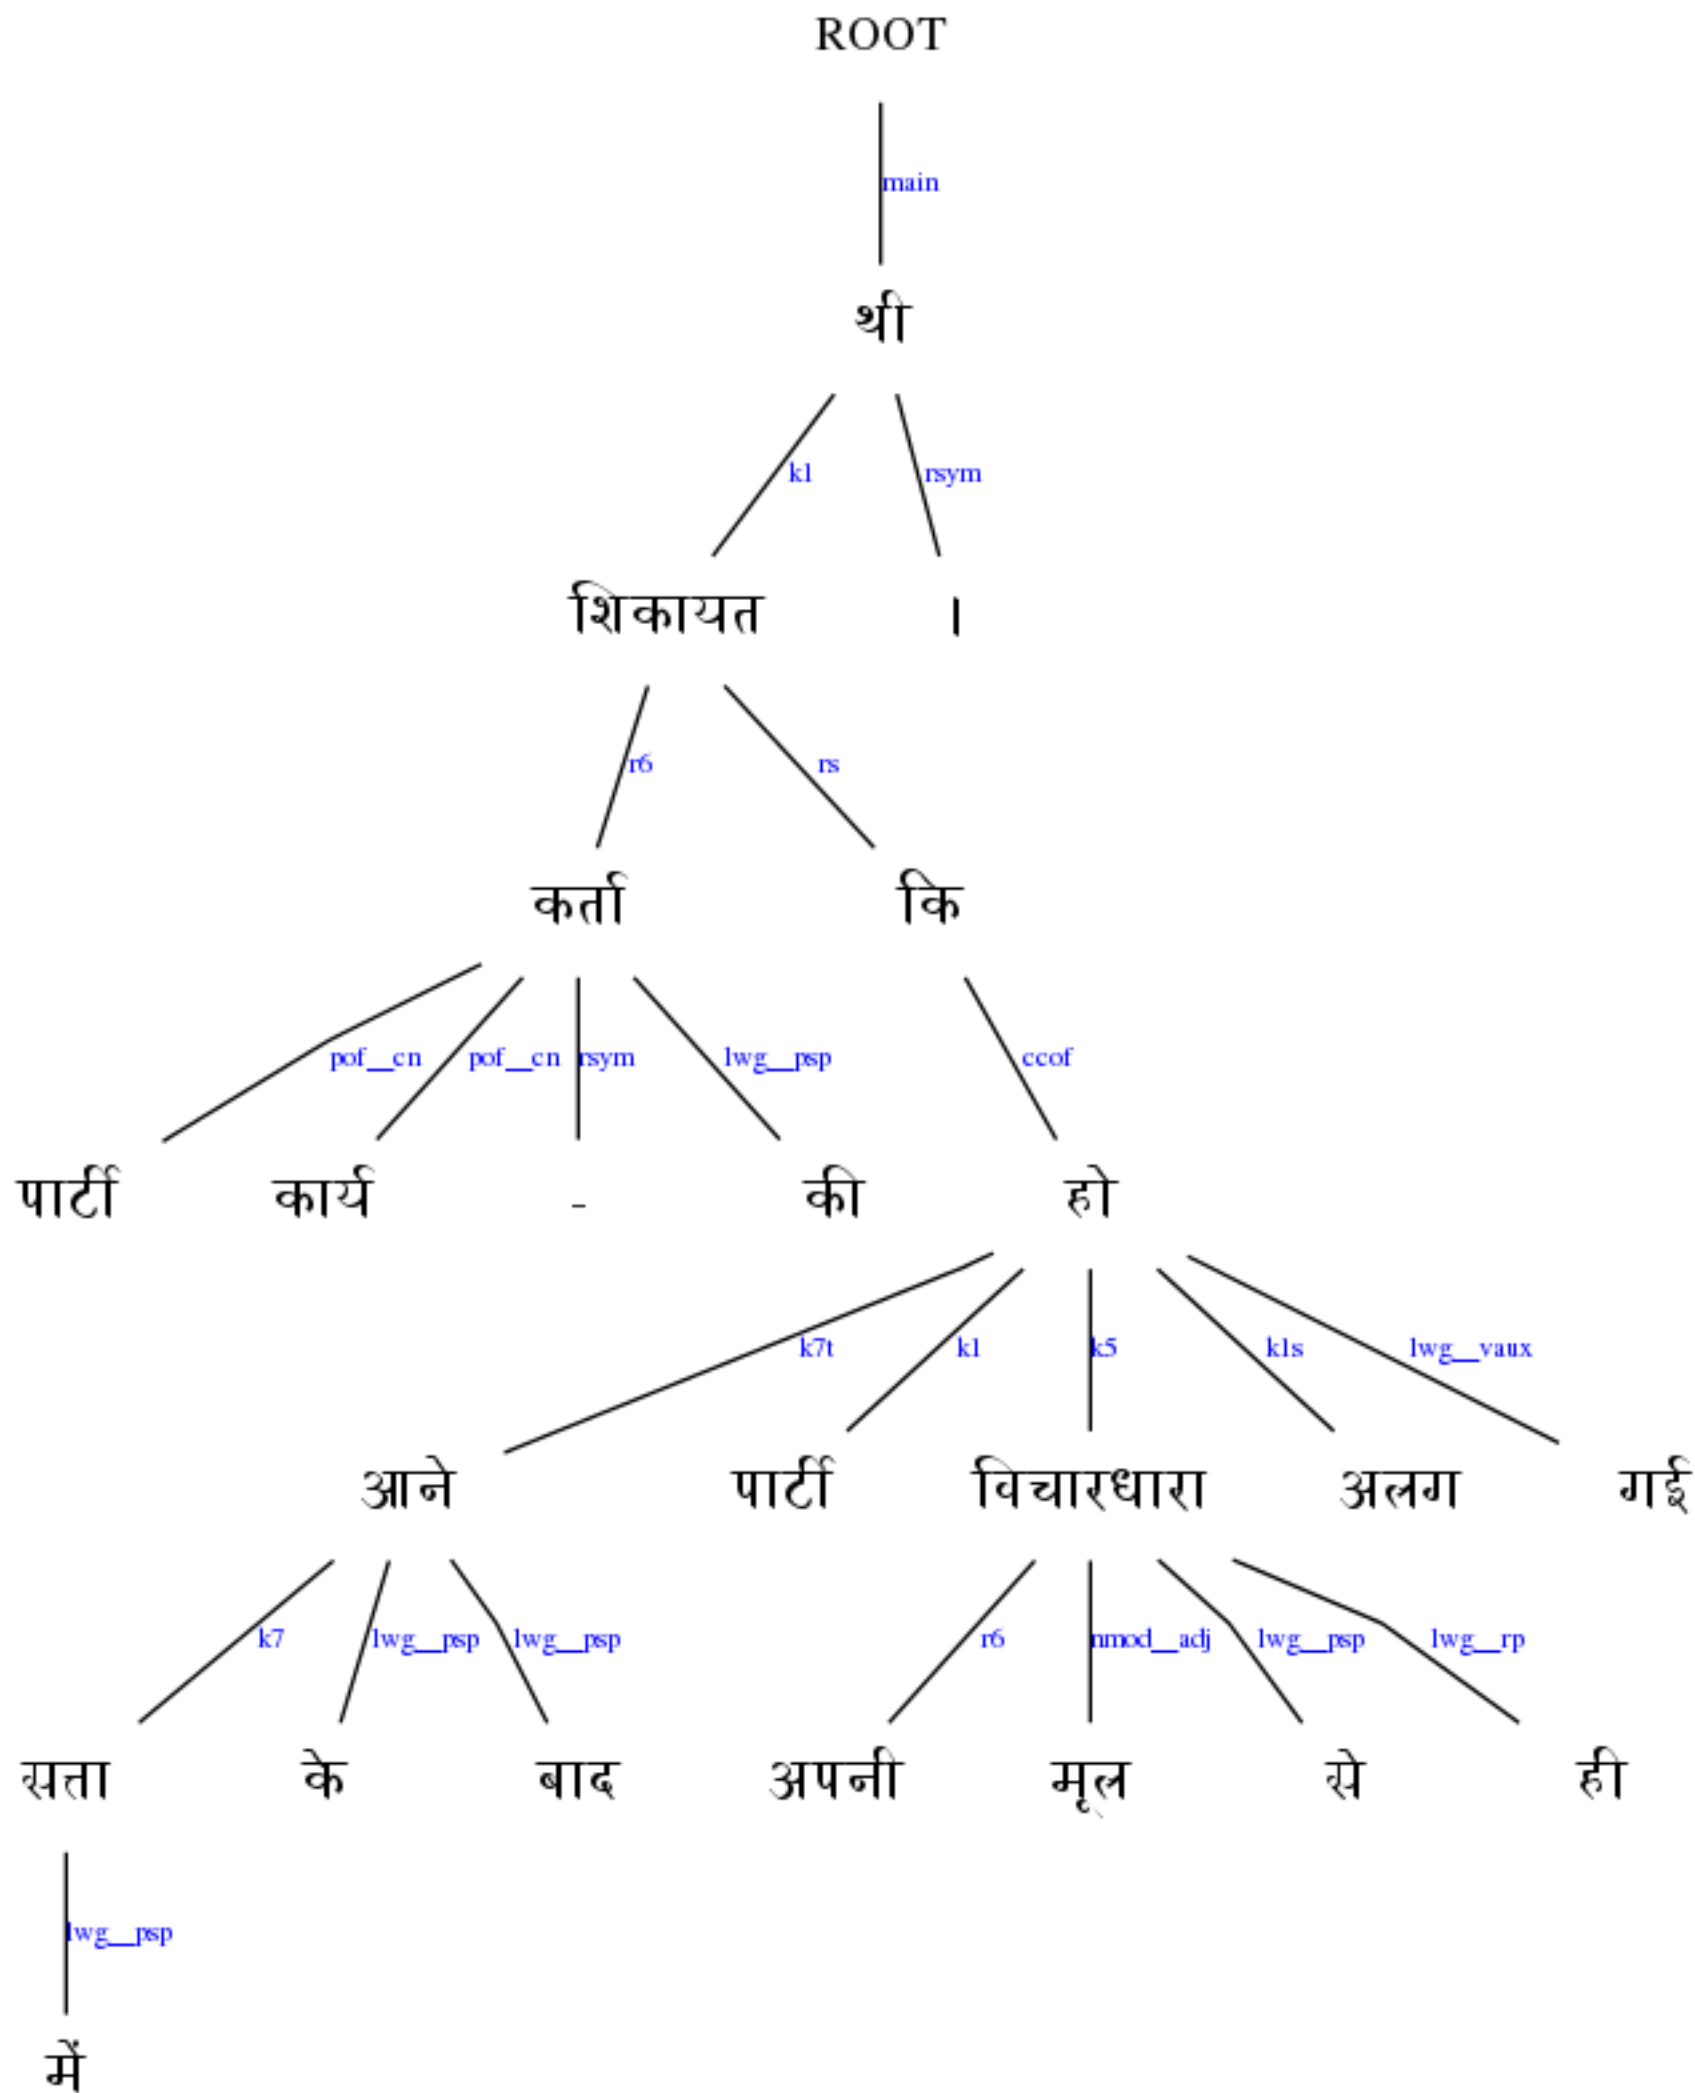 ROOT
main
थी
k1 rsym
शिकायत ।
r6 rs
कर्ता कि
pof__cn pof__cn rsym lwg__psp ccof
पार्टी कार्य - की हो
k7t k1 k5 k1s lwg__vaux
आने पार्टी विचारधारा अलग गई
k7 lwg__psp lwg__psp r6 nmod__adj lwg__psp lwg__rp
सत्ता के बाद अपनी मूल से ही
lwg__psp
में